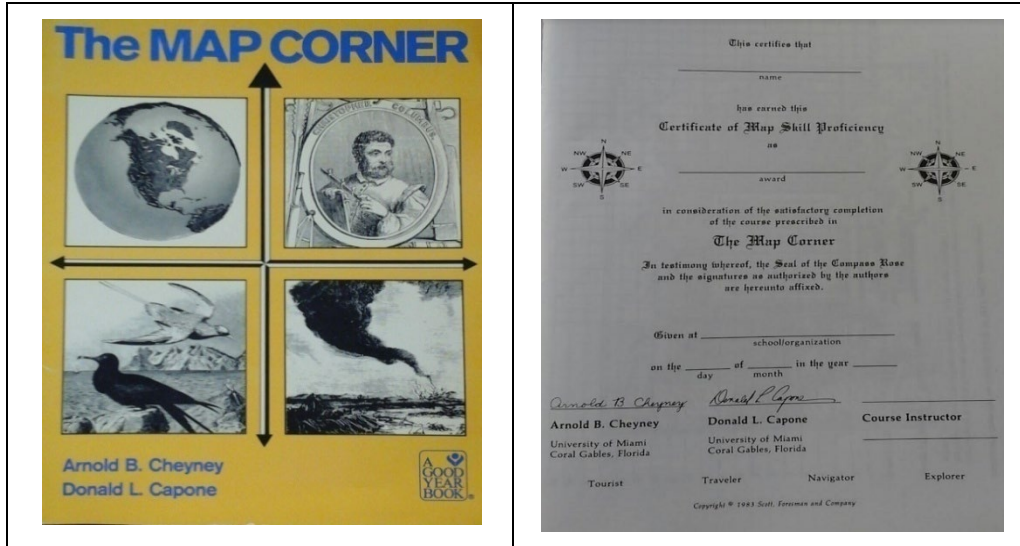 The MAP CORNER
CHRISTOPHER COLUMBUS
Arnold B. Cheyney
Donald L. Capone
A
GOOD
YEAR
BOOK®
This certifies that
name
has earned this
Certificate of Map Skill Proficiency
as
award
N
NW NE
W E
SW SE
S
N
NW NE
W E
SW SE
S
in consideration of the satisfactory completion
of the course prescribed in
The Map Corner
In testimony whereof, the Seal of the Compass Rose
and the signatures as authorized by the authors
are hereunto affixed.
Given at
school/organization
on the of in the year
day month
Arnold B Cheyney Donald L Capone
Arnold B. Cheyney Donald L. Capone Course Instructor
University of Miami University of Miami
Coral Gables, Florida Coral Gables, Florida
Tourist Traveler Navigator Explorer
Copyright © 1983 Scott, Foresman and Company